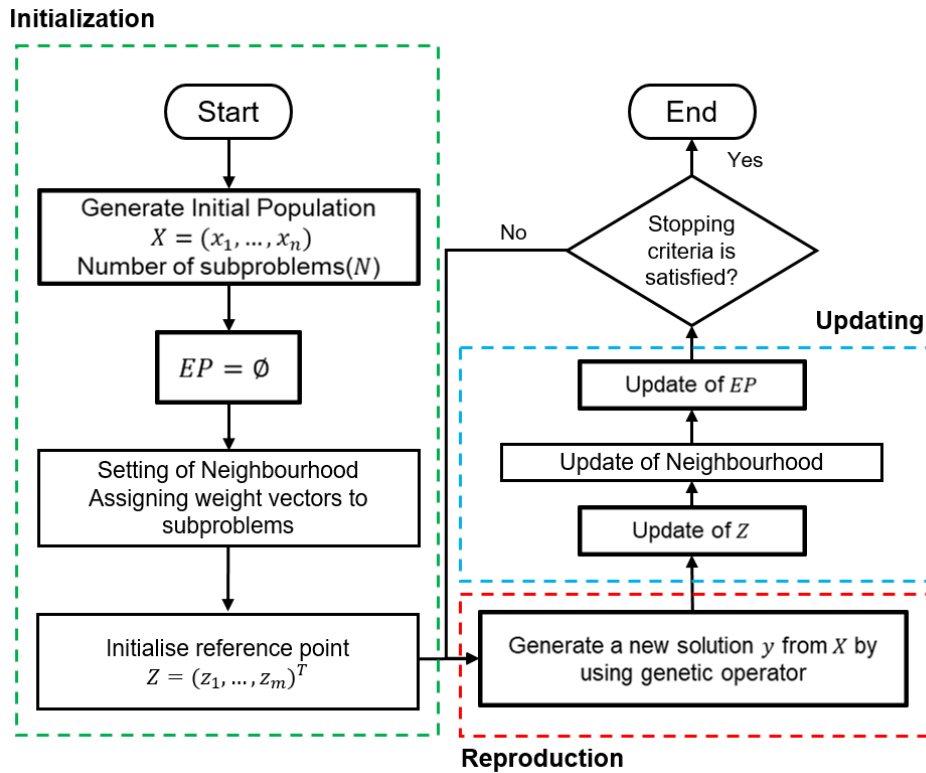 Initialization
Start
Generate Initial Population
X = (x₁, … , xₙ)
Number of subproblems(N)
EP = ∅
Setting of Neighbourhood
Assigning weight vectors to
subproblems
Initialise reference point
Z = (z₁, … , zₘ)ᵀ
End
Yes
No
Stopping
criteria is
satisfied?
Updating
Update of EP
Update of Neighbourhood
Update of Z
Generate a new solution y from X by
using genetic operator
Reproduction